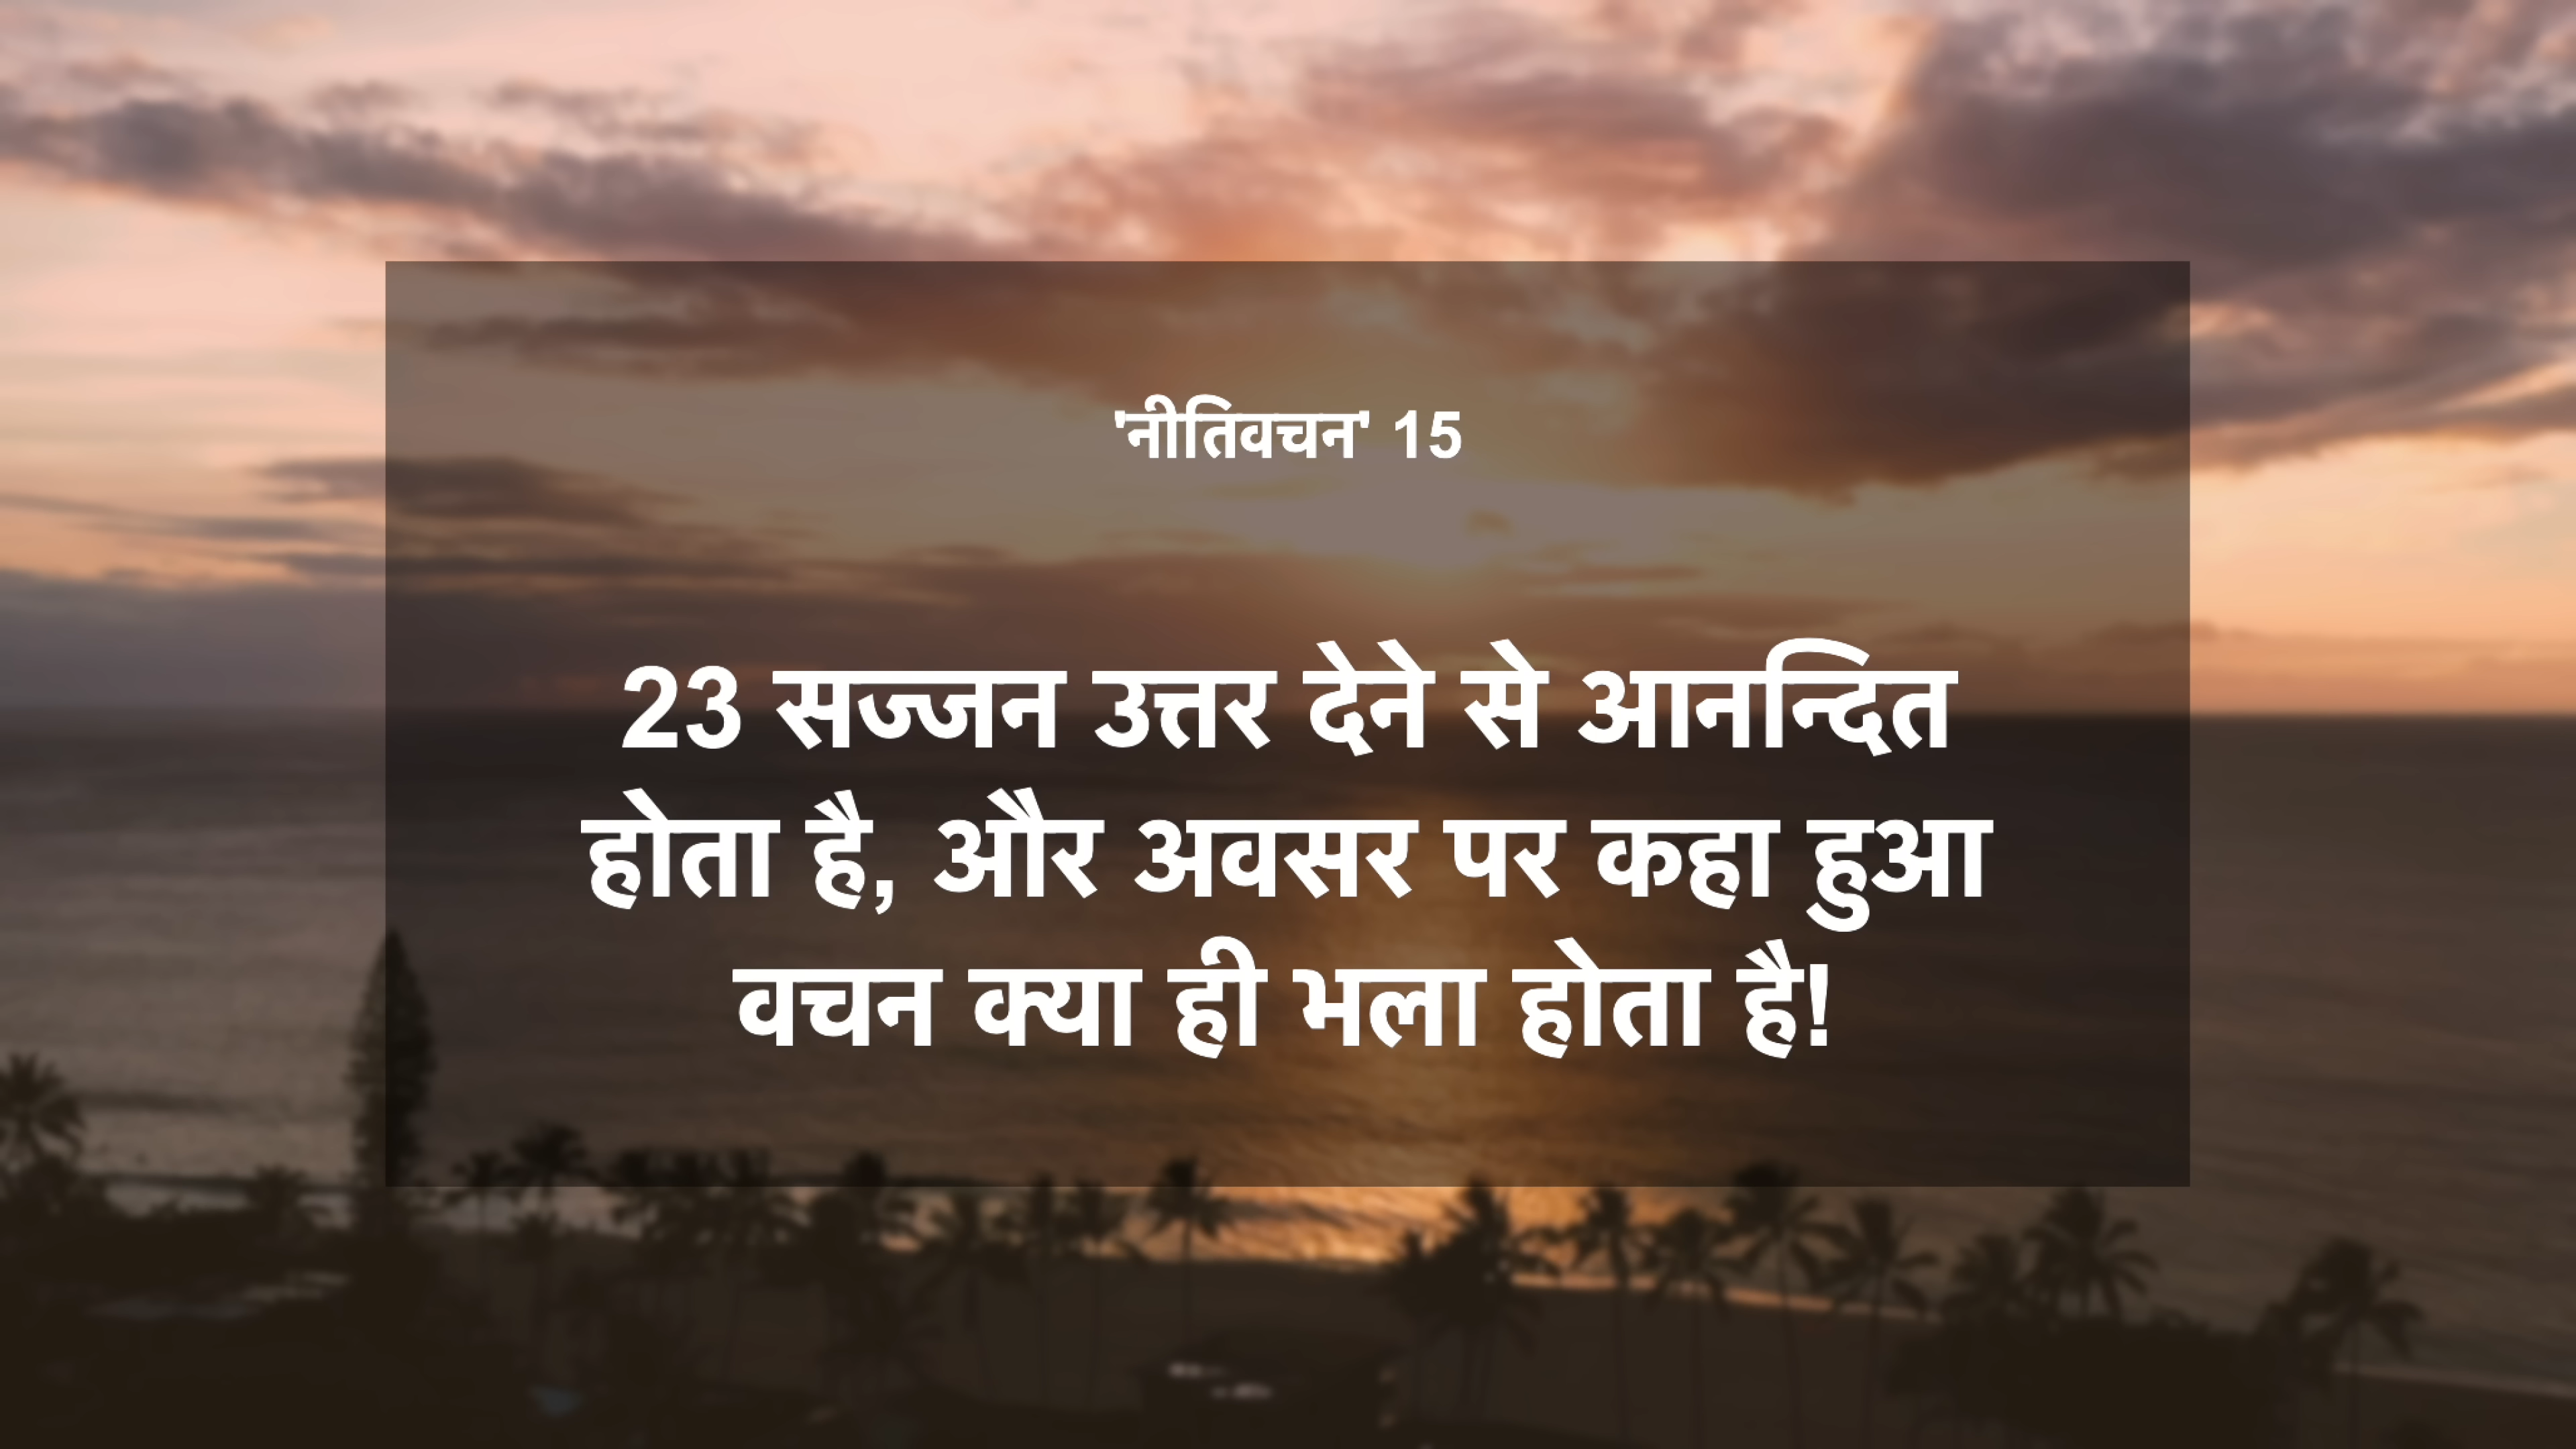 'नीतिवचन' 15
23 सज्जन उत्तर देने से आनन्दित
होता है, और अवसर पर कहा हुआ
वचन क्या ही भला होता है!